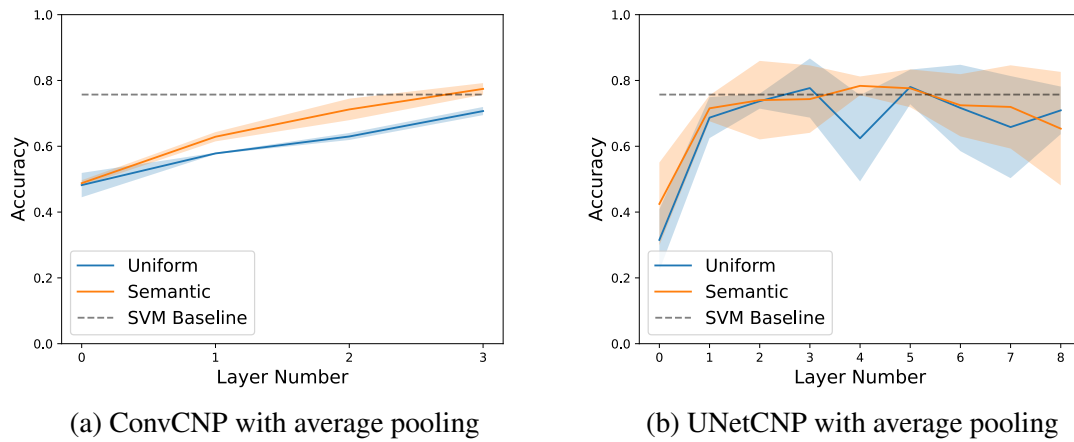 1.0
0.8
0.6
0.4
0.2
0.0
Accuracy
Uniform
Semantic
SVM Baseline
0 1 2 3
Layer Number
(a) ConvCNP with average pooling
1.0
0.8
0.6
0.4
0.2
0.0
Accuracy
Uniform
Semantic
SVM Baseline
0 1 2 3 4 5 6 7 8
Layer Number
(b) UNetCNP with average pooling